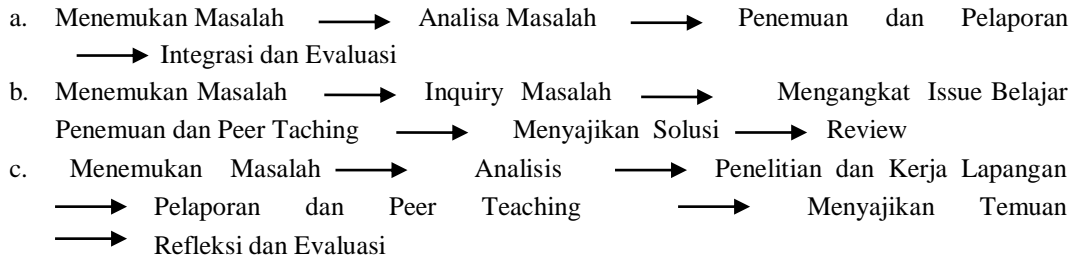 a. Menemukan Masalah → Analisa Masalah → Penemuan dan Pelaporan
→ Integrasi dan Evaluasi
b. Menemukan Masalah → Inquiry Masalah → Mengangkat Issue Belajar
Penemuan dan Peer Taching → Menyajikan Solusi → Review
c. Menemukan Masalah → Analisis → Penelitian dan Kerja Lapangan
→ Pelaporan dan Peer Teaching → Menyajikan Temuan
→ Refleksi dan Evaluasi